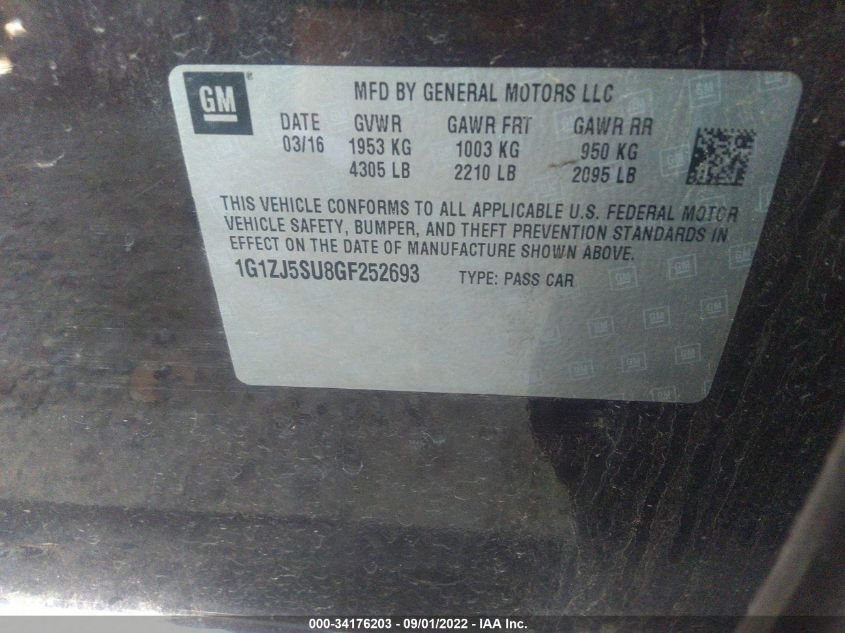 GM
MFD BY GENERAL MOTORS LLC
DATE GVWR GAWR FRT GAWR RR
03/16 1953 KG 1003 KG 950 KG
4305 LB 2210 LB 2095 LB
THIS VEHICLE CONFORMS TO ALL APPLICABLE U.S. FEDERAL MOTOR
VEHICLE SAFETY, BUMPER, AND THEFT PREVENTION STANDARDS IN
EFFECT ON THE DATE OF MANUFACTURE SHOWN ABOVE.
1G1ZJ5SU8GF252693 TYPE: PASS CAR
000-34176203 - 09/01/2022 - IAA Inc.